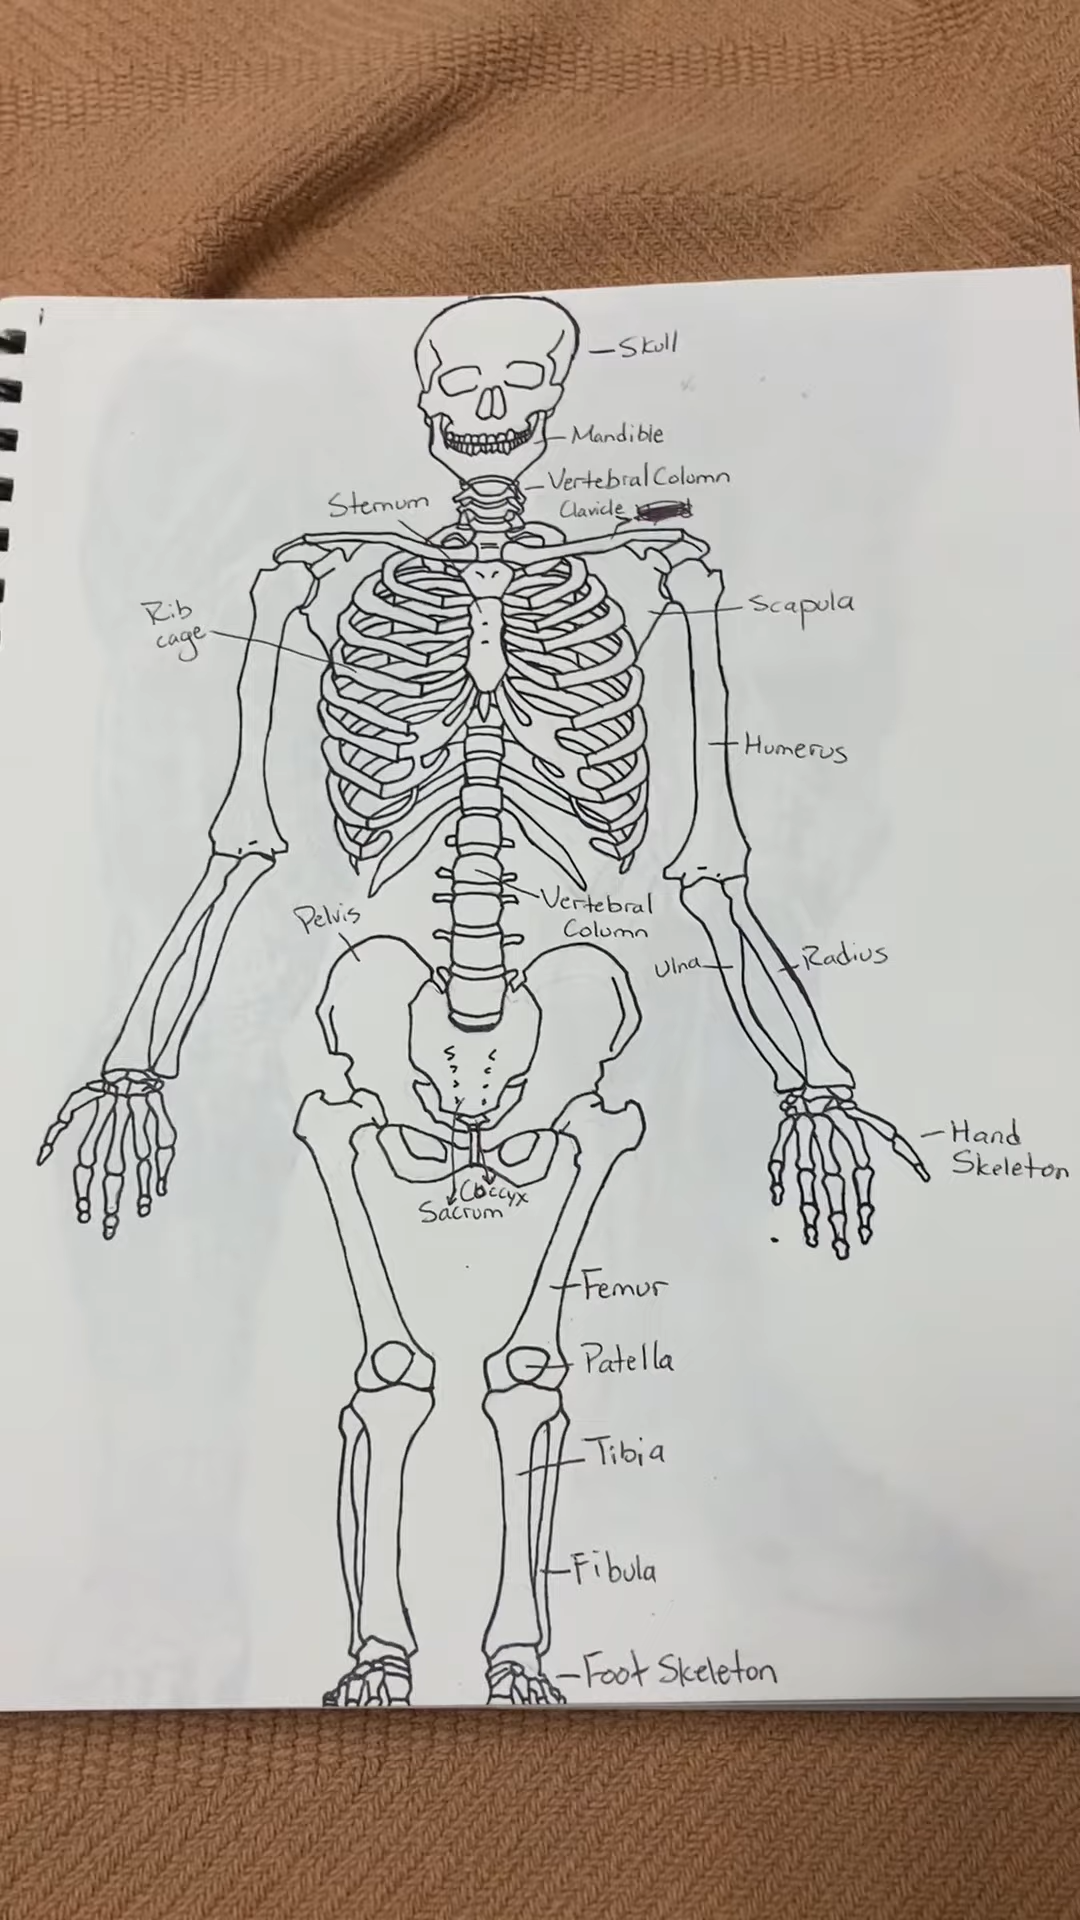 Skull
Mandible
Vertebral Column
Sternum
Clavicle
Rib
cage
Scapula
Humerus
Vertebral
Column
Pelvis
Ulna
Radius
Hand
Skeleton
Coccyx
Sacrum
Femur
Patella
Tibia
Fibula
Foot Skeleton